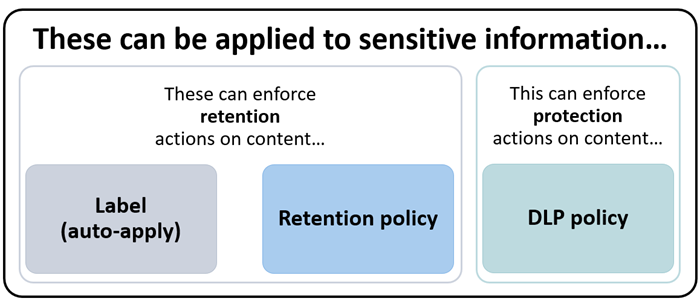 These can be applied to sensitive information…
These can enforce
retention
actions on content…
This can enforce
protection
actions on content…
Label
(auto-apply)
Retention policy
DLP policy